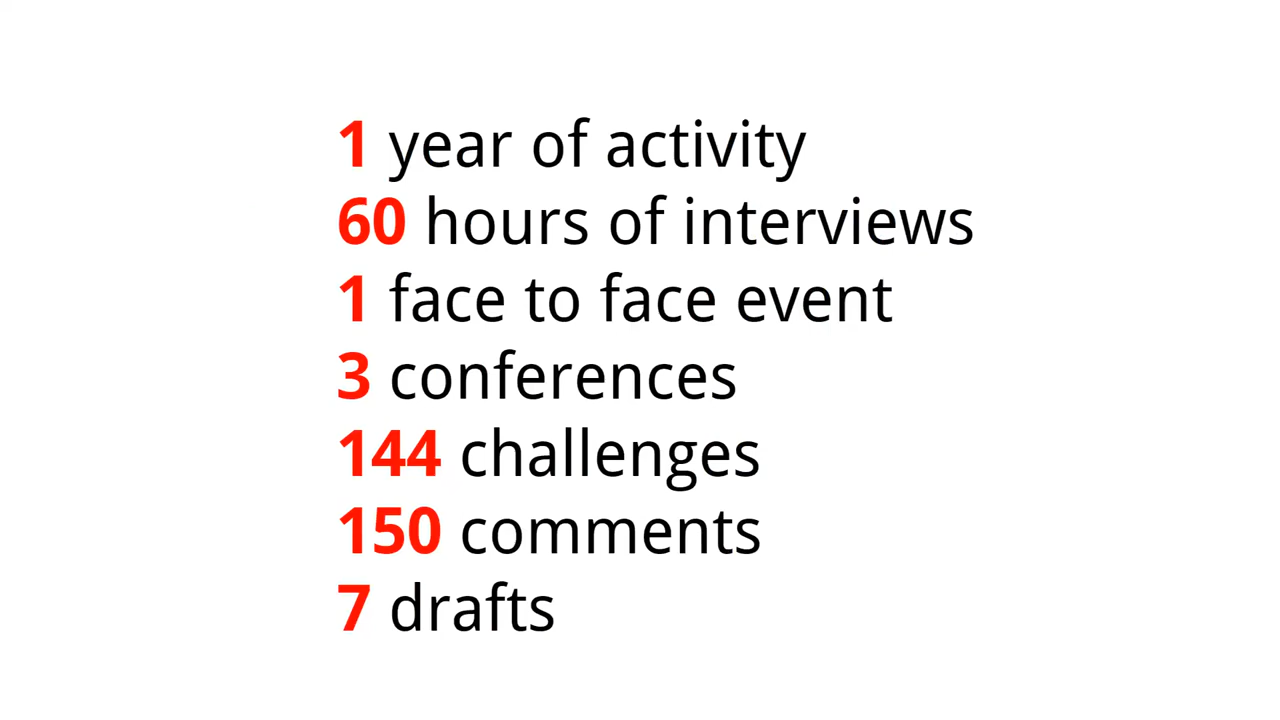 1 year of activity
60 hours of interviews
1 face to face event
3 conferences
144 challenges
150 comments
7 drafts